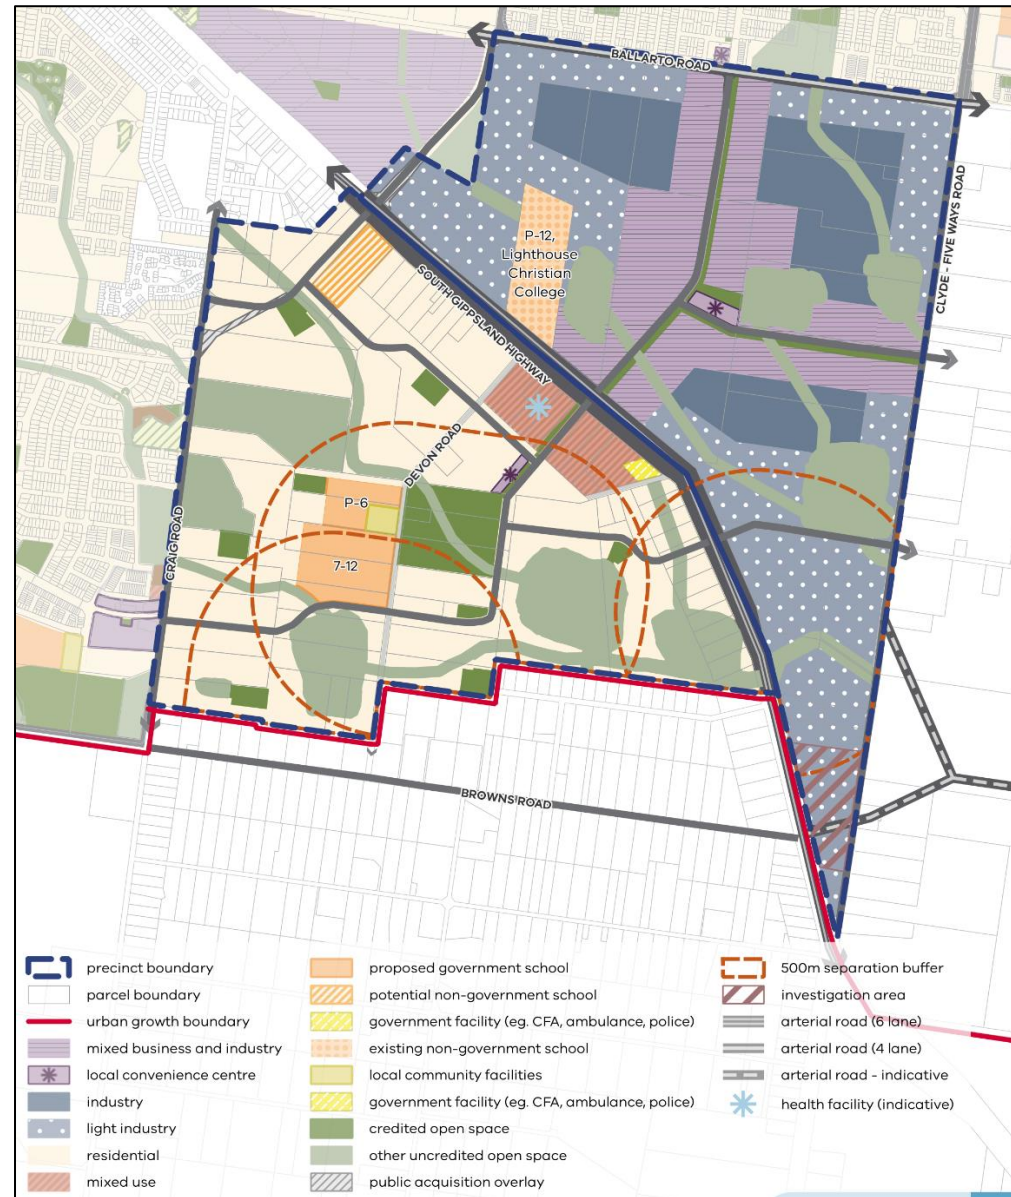 BALLARTO ROAD
CLYDE - FIVE WAYS ROAD
P-12,
Lighthouse
Christian
College
SOUTH GIPPSLAND HIGHWAY
DEVON ROAD
P-6
7-12
CRAIG ROAD
BROWNS ROAD
precinct boundary
parcel boundary
urban growth boundary
mixed business and industry
local convenience centre
industry
light industry
residential
mixed use
proposed government school
potential non-government school
government facility (eg. CFA, ambulance, police)
existing non-government school
local community facilities
government facility (eg. CFA, ambulance, police)
credited open space
other uncredited open space
public acquisition overlay
500m separation buffer
investigation area
arterial road (6 lane)
arterial road (4 lane)
arterial road - indicative
health facility (indicative)